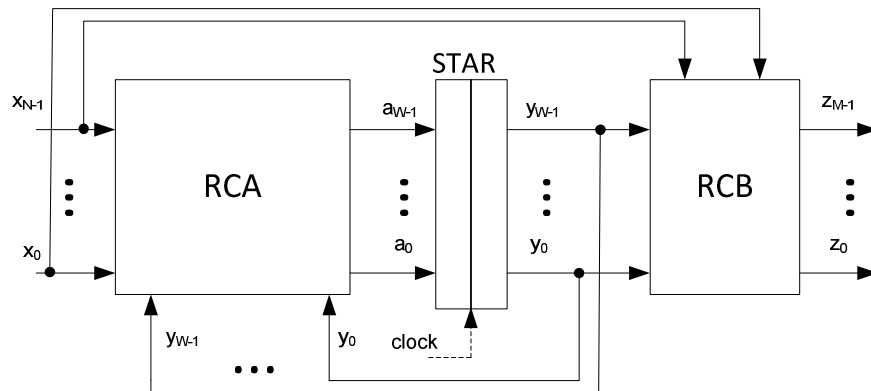 STAR
x_{N-1}
a_{W-1}
y_{W-1}
z_{M-1}
RCA
RCB
x_0
a_0
y_0
z_0
y_{W-1}
y_0
clock